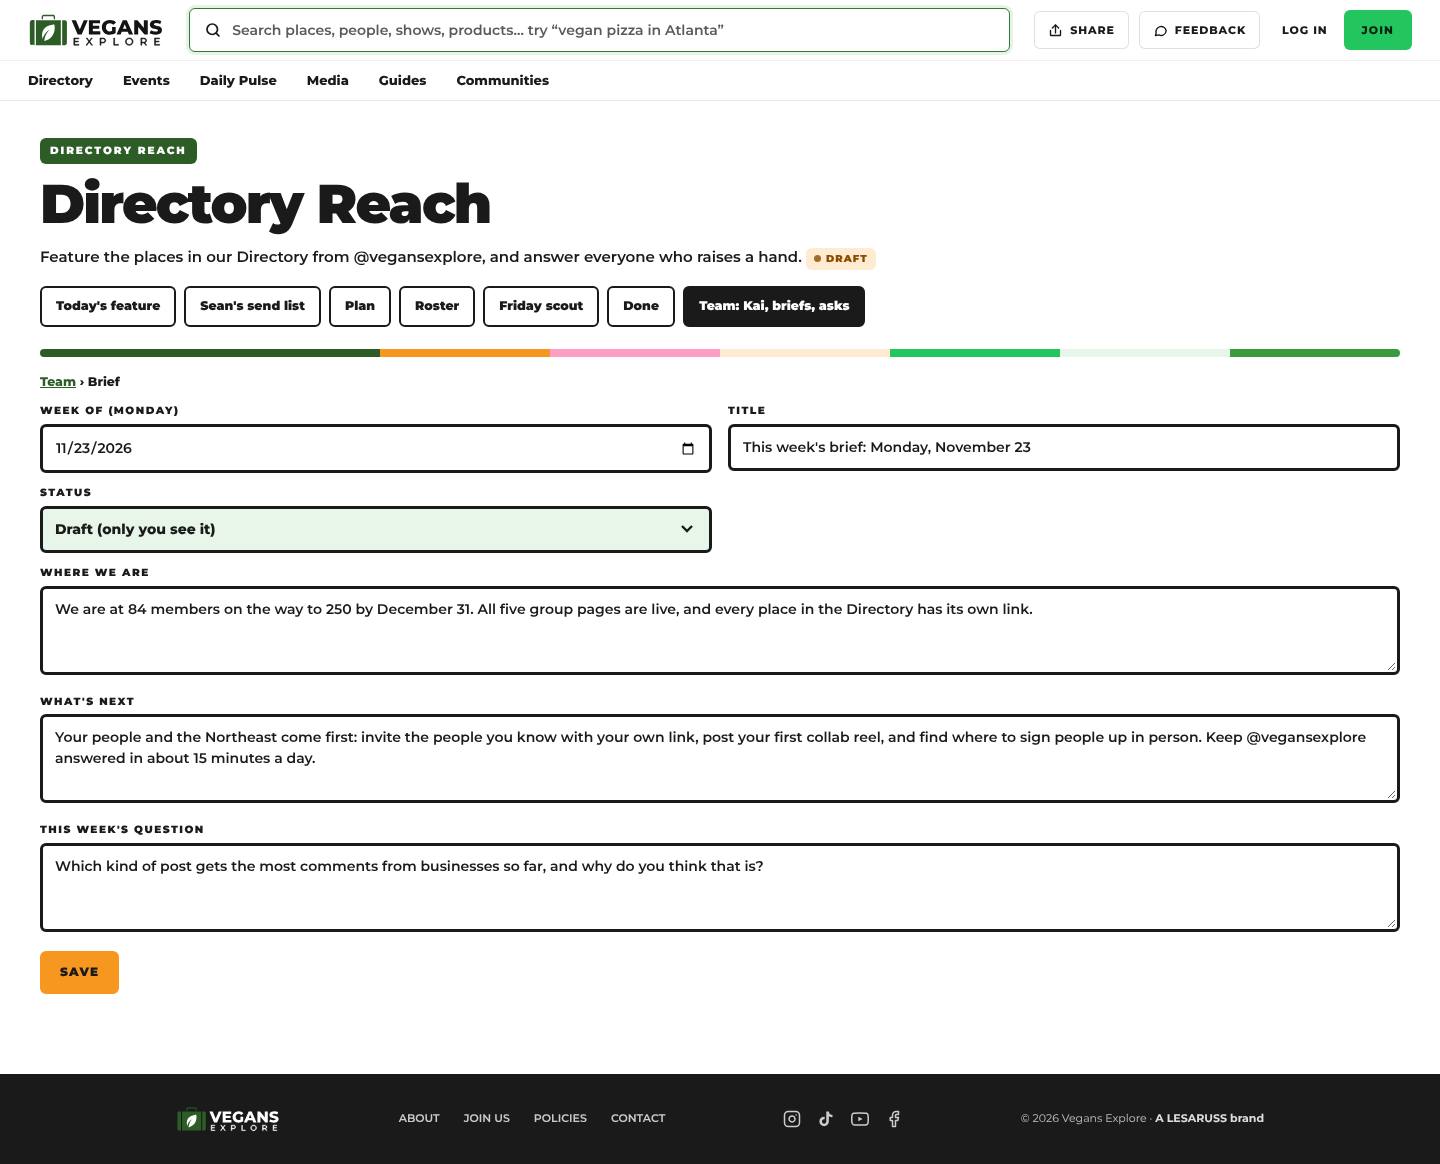 VEGANS
EXPLORE
Search places, people, shows, products... try “vegan pizza in Atlanta”
SHARE
FEEDBACK
LOG IN
JOIN
Directory
Events
Daily Pulse
Media
Guides
Communities
DIRECTORY REACH
Directory Reach
Feature the places in our Directory from @vegansexplore, and answer everyone who raises a hand.
DRAFT
Today's feature
Sean's send list
Plan
Roster
Friday scout
Done
Team: Kai, briefs, asks
Team › Brief
WEEK OF (MONDAY)
11/23/2026
TITLE
This week's brief: Monday, November 23
STATUS
Draft (only you see it)
WHERE WE ARE
We are at 84 members on the way to 250 by December 31. All five group pages are live, and every place in the Directory has its own link.
WHAT'S NEXT
Your people and the Northeast come first: invite the people you know with your own link, post your first collab reel, and find where to sign people up in person. Keep @vegansexplore
answered in about 15 minutes a day.
THIS WEEK'S QUESTION
Which kind of post gets the most comments from businesses so far, and why do you think that is?
SAVE
VEGANS
EXPLORE
ABOUT
JOIN US
POLICIES
CONTACT
© 2026 Vegans Explore · A LESARUSS brand